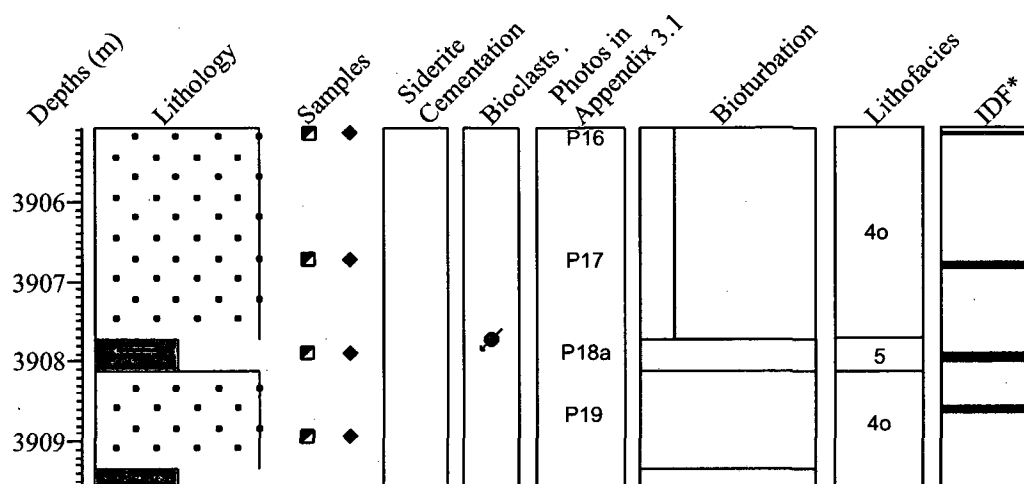 Depths (m)
Lithology
Samples
Siderite
Cementation
Bioclasts.
Photos in
Appendix 3.1
Bioturbation
Lithofacies
IDF*
P16
3906
4o
P17
3907
3908
P18a
5
P19
4o
3909